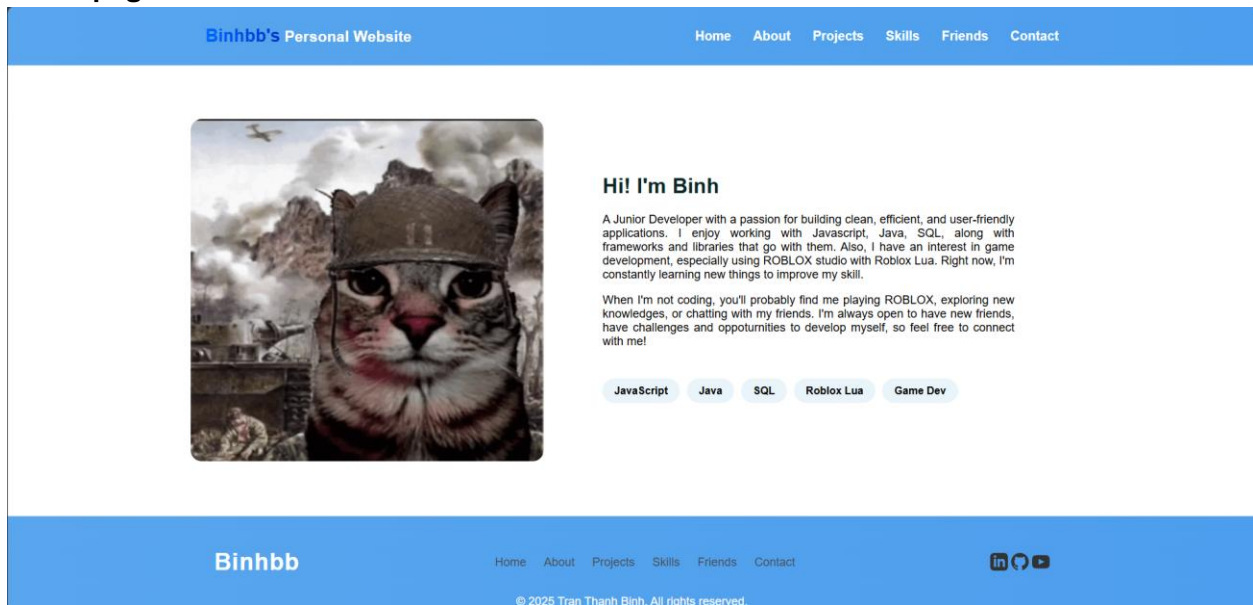 Binhbb's Personal Website
Home About Projects Skills Friends Contact
Hi! I'm Binh
A Junior Developer with a passion for building clean, efficient, and user-friendly
applications. I enjoy working with Javascript, Java, SQL, along with
frameworks and libraries that go with them. Also, I have an interest in game
development, especially using ROBLOX studio with Roblox Lua. Right now, I'm
constantly learning new things to improve my skill.
When I'm not coding, you'll probably find me playing ROBLOX, exploring new
knowledges, or chatting with my friends. I'm always open to have new friends,
have challenges and oppoturnities to develop myself, so feel free to connect
with me!
JavaScript Java SQL Roblox Lua Game Dev
Binhbb
Home About Projects Skills Friends Contact
in
© 2025 Tran Thanh Binh. All rights reserved.